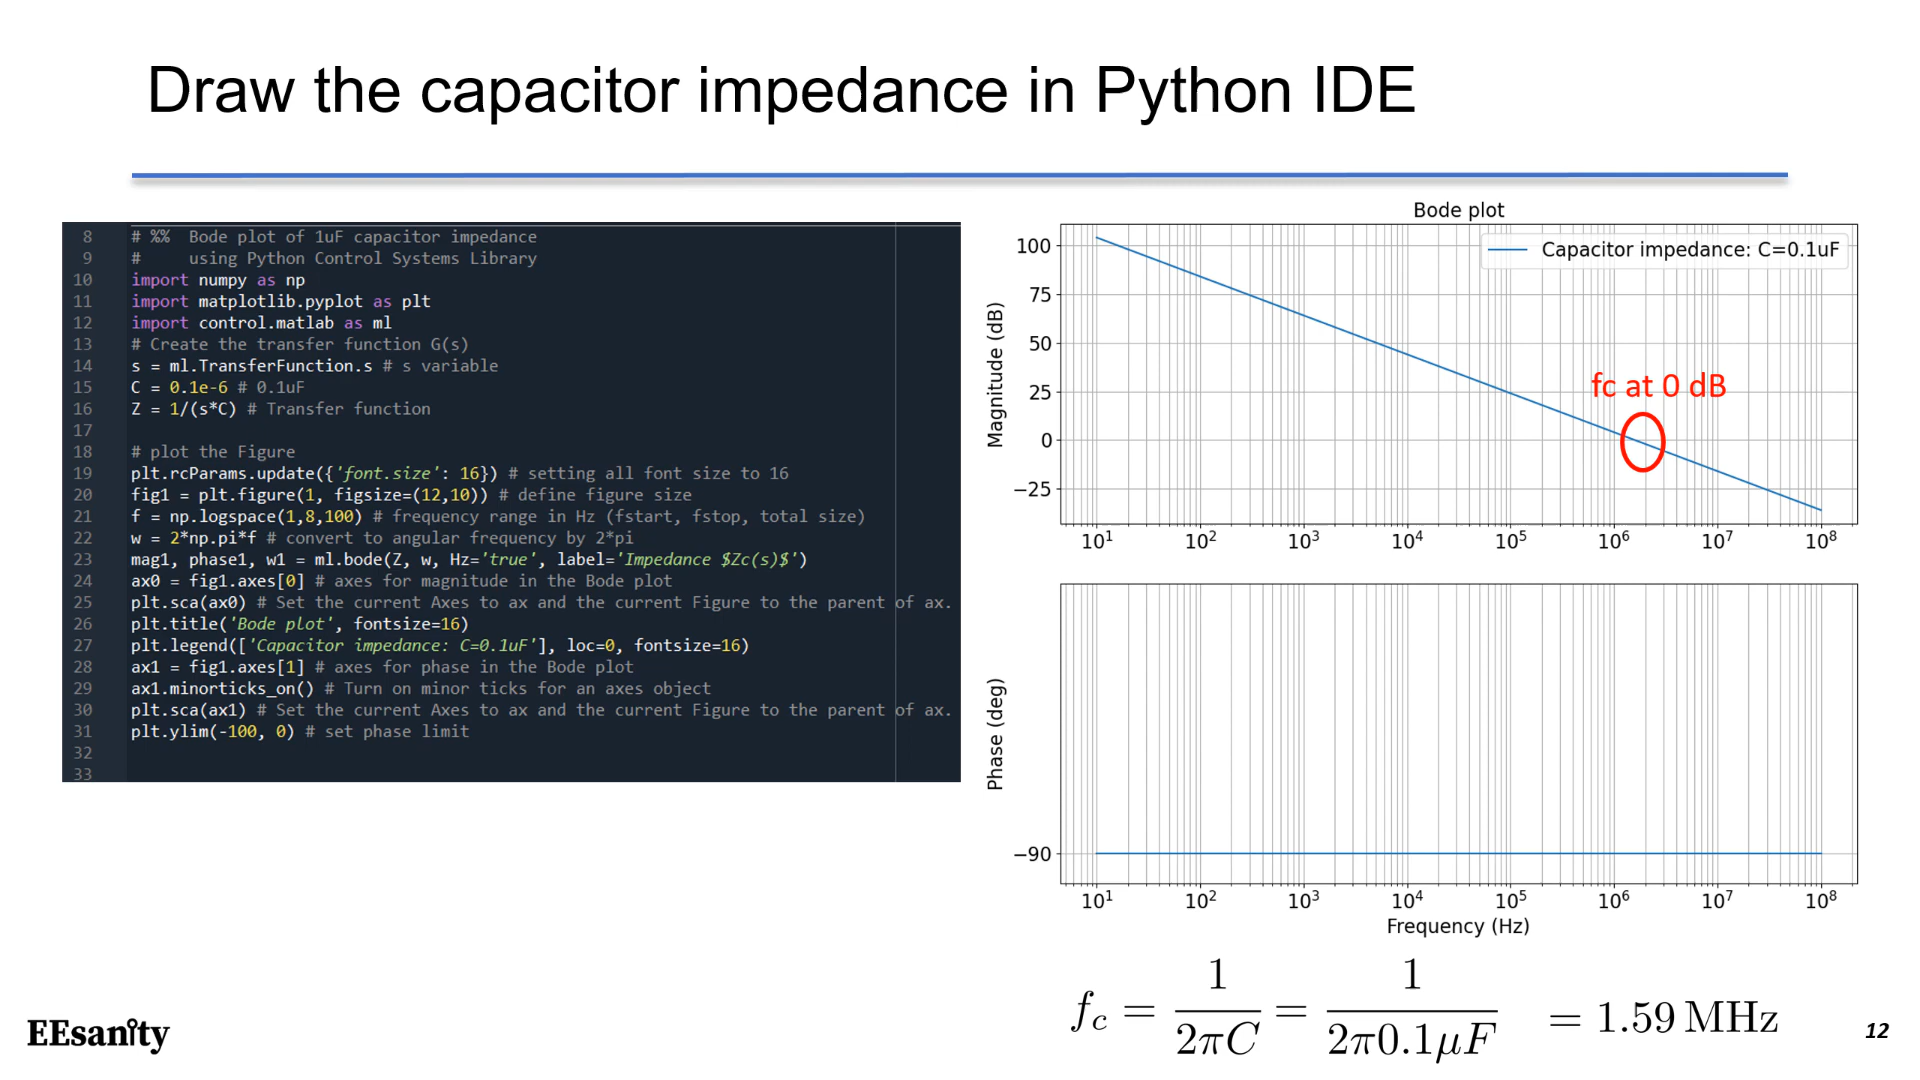 Draw the capacitor impedance in Python IDE
8 # %%  Bode plot of 1uF capacitor impedance
9 #     using Python Control Systems Library
10 import numpy as np
11 import matplotlib.pyplot as plt
12 import control.matlab as ml
13 # Create the transfer function G(s)
14 s = ml.TransferFunction.s # s variable
15 C = 0.1e-6 # 0.1uF
16 Z = 1/(s*C) # Transfer function
17
18 # plot the Figure
19 plt.rcParams.update({'font.size': 16}) # setting all font size to 16
20 fig1 = plt.figure(1, figsize=(12,10)) # define figure size
21 f = np.logspace(1,8,100) # frequency range in Hz (fstart, fstop, total size)
22 w = 2*np.pi*f # convert to angular frequency by 2*pi
23 mag1, phase1, w1 = ml.bode(Z, w, Hz='true', label='Impedance $Zc(s)$')
24 ax0 = fig1.axes[0] # axes for magnitude in the Bode plot
25 plt.sca(ax0) # Set the current Axes to ax and the current Figure to the parent of ax.
26 plt.title('Bode plot', fontsize=16)
27 plt.legend(['Capacitor impedance: C=0.1uF'], loc=0, fontsize=16)
28 ax1 = fig1.axes[1] # axes for phase in the Bode plot
29 ax1.minorticks_on() # Turn on minor ticks for an axes object
30 plt.sca(ax1) # Set the current Axes to ax and the current Figure to the parent of ax.
31 plt.ylim(-100, 0) # set phase limit
32
33
Bode plot
Capacitor impedance: C=0.1uF
Magnitude (dB)
100
75
50
25
0
−25
fc at 0 dB
10¹ 10² 10³ 10⁴ 10⁵ 10⁶ 10⁷ 10⁸
Phase (deg)
−90
10¹ 10² 10³ 10⁴ 10⁵ 10⁶ 10⁷ 10⁸
Frequency (Hz)
f_c = 1/(2πC) = 1/(2π0.1μF) = 1.59 MHz
EEsanity
12